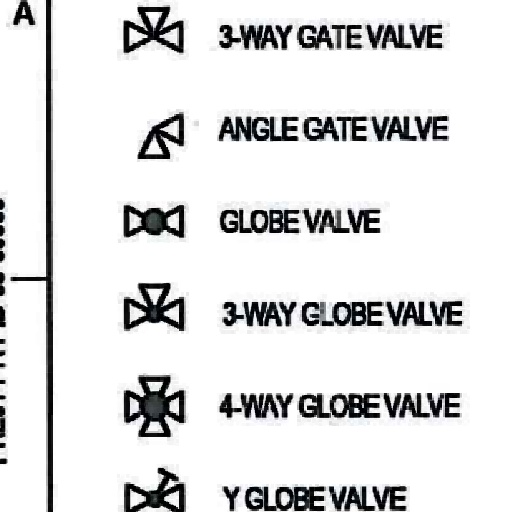 A
3-WAY GATE VALVE
ANGLE GATE VALVE
GLOBE VALVE
3-WAY GLOBE VALVE
4-WAY GLOBE VALVE
Y GLOBE VALVE